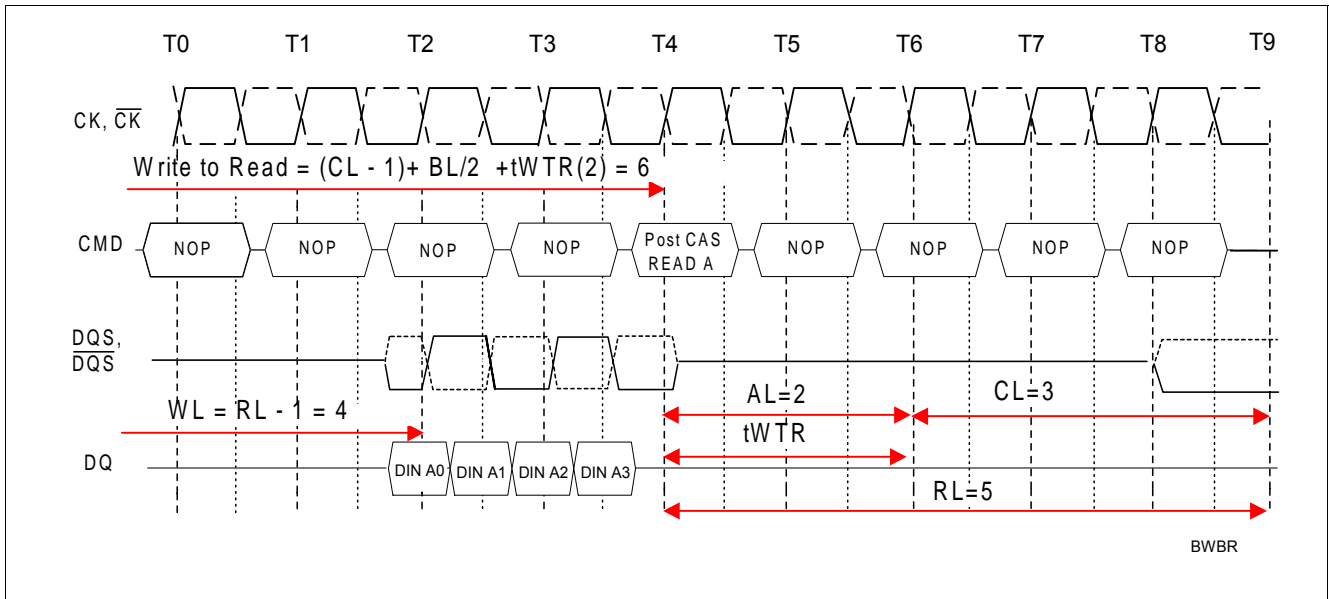 T0 T1 T2 T3 T4 T5 T6 T7 T8 T9
CK, CK
Write to Read = (CL - 1)+ BL/2 +tWTR(2) = 6
CMD NOP NOP NOP NOP Post CAS READ A NOP NOP NOP NOP
DQS,
DQS
AL=2 CL=3
WL = RL - 1 = 4
tWTR
DQ DIN A0 DIN A1 DIN A2 DIN A3
RL=5
BWBR